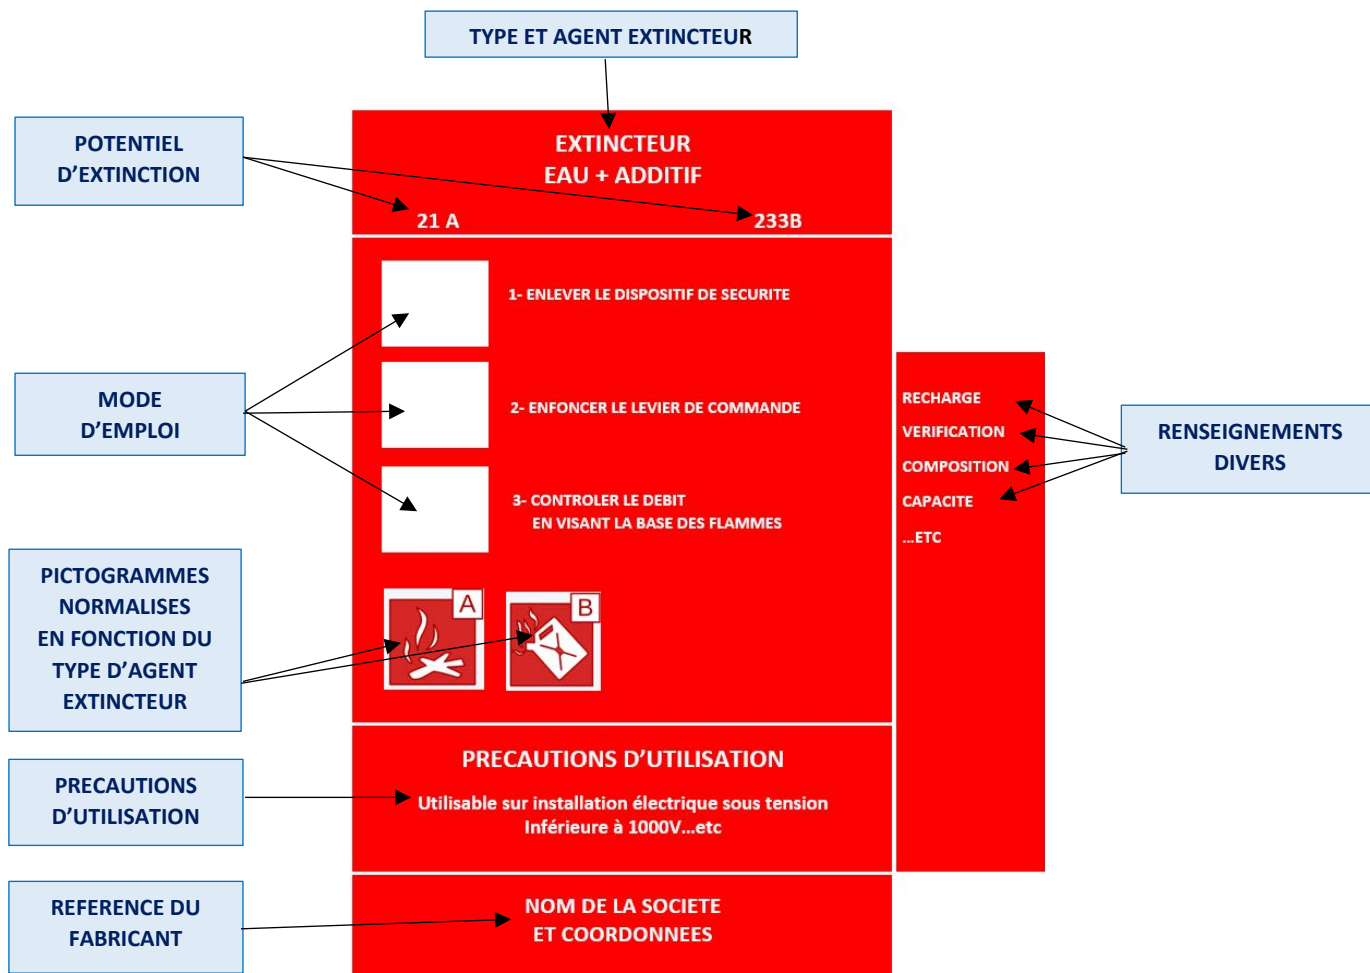 TYPE ET AGENT EXTINCTEUR
POTENTIEL
D’EXTINCTION
EXTINCTEUR
EAU + ADDITIF
21 A
233B
MODE
D’EMPLOI
1- ENLEVER LE DISPOSITIF DE SECURITE
2- ENFONCER LE LEVIER DE COMMANDE
3- CONTROLER LE DEBIT
EN VISANT LA BASE DES FLAMMES
RECHARGE
VERIFICATION
COMPOSITION
CAPACITE
...ETC
RENSEIGNEMENTS
DIVERS
PICTOGRAMMES
NORMALISES
EN FONCTION DU
TYPE D’AGENT
EXTINCTEUR
A
B
PRECAUTIONS
D’UTILISATION
PRECAUTIONS D’UTILISATION
Utilisable sur installation électrique sous tension
Inférieure à 1000V...etc
REFERENCE DU
FABRICANT
NOM DE LA SOCIETE
ET COORDONNEES